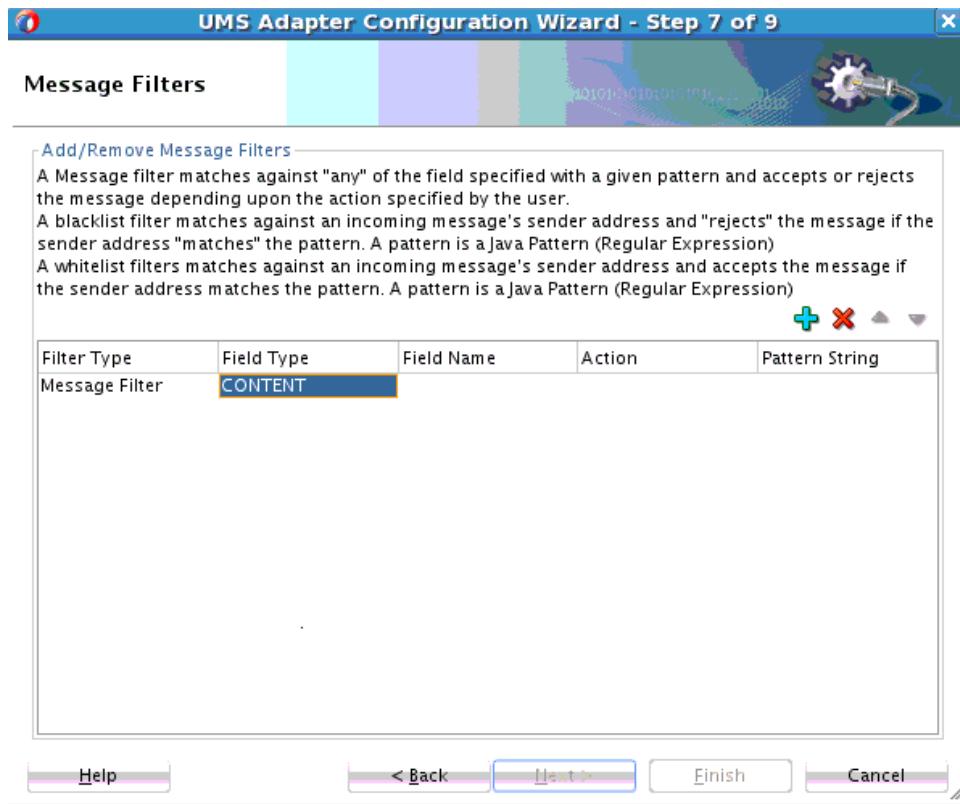 UMS Adapter Configuration Wizard - Step 7 of 9
Message Filters
Add/Remove Message Filters
A Message filter matches against "any" of the field specified with a given pattern and accepts or rejects
the message depending upon the action specified by the user.
A blacklist filter matches against an incoming message's sender address and "rejects" the message if the
sender address "matches" the pattern. A pattern is a Java Pattern (Regular Expression)
A whitelist filters matches against an incoming message's sender address and accepts the message if
the sender address matches the pattern. A pattern is a Java Pattern (Regular Expression)
Filter Type Field Type Field Name Action Pattern String
Message Filter CONTENT
Help < Back Next > Finish Cancel